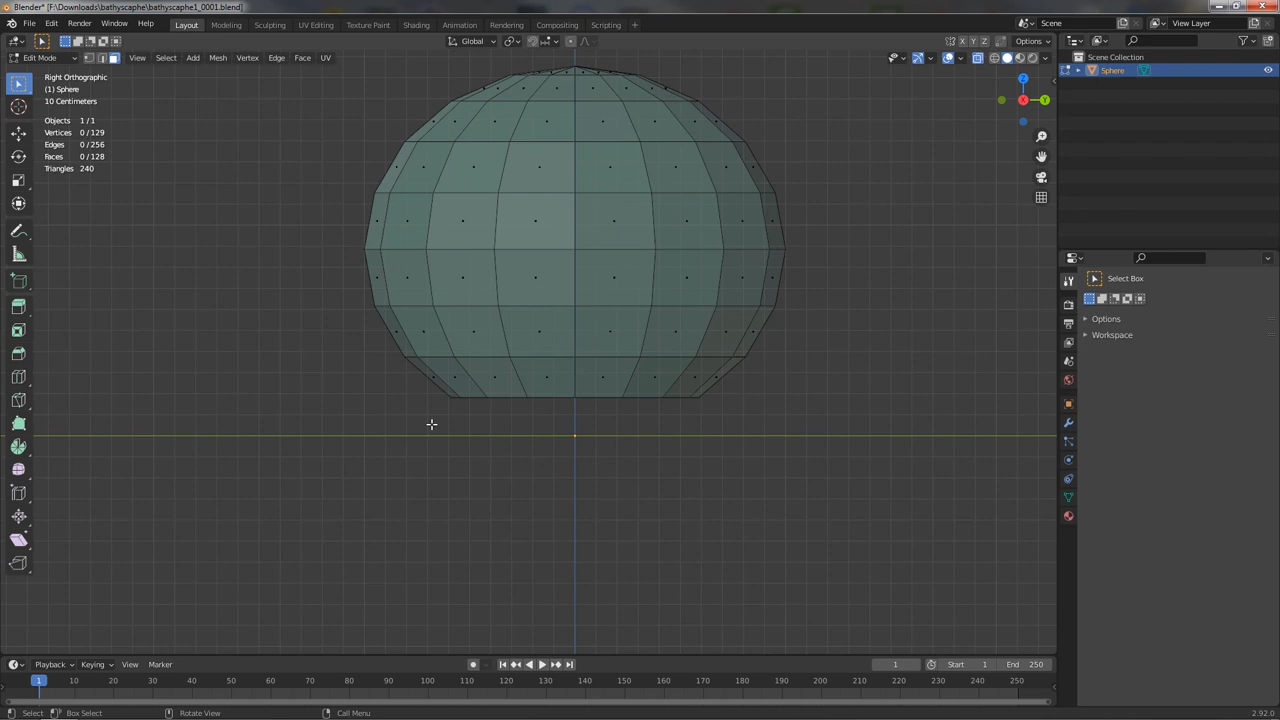 Blender* [F:\Downloads\bathyscaphe\bathyscaphe1_0001.blend]
File Edit Render Window Help Layout Modeling Sculpting UV Editing Texture Paint Shading Animation Rendering Compositing Scripting + Scene View Layer
Global X Y Z Options
Edit Mode View Select Add Mesh Vertex Edge Face UV
Scene Collection
Sphere
Right Orthographic
(1) Sphere
10 Centimeters
Objects 1/1
Vertices 0/129
Edges 0/256
Faces 0/128
Triangles 240
Z
X
Y
Select Box
Options
Workspace
Playback Keying View Marker 1 Start 1 End 250
1 10 20 30 40 50 60 70 80 90 100 110 120 130 140 150 160 170 180 190 200 210 220 230 240 250
Select Box Select Rotate View Call Menu 2.92.0